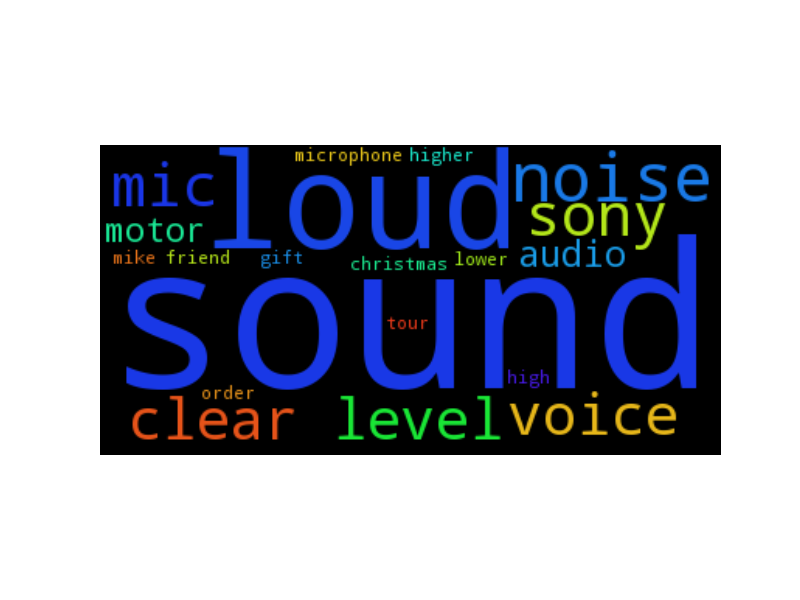 microphone higher
mic loud noise
sony
motor
mike friend gift christmas lower audio
sound
tour
high
order
clear level voice